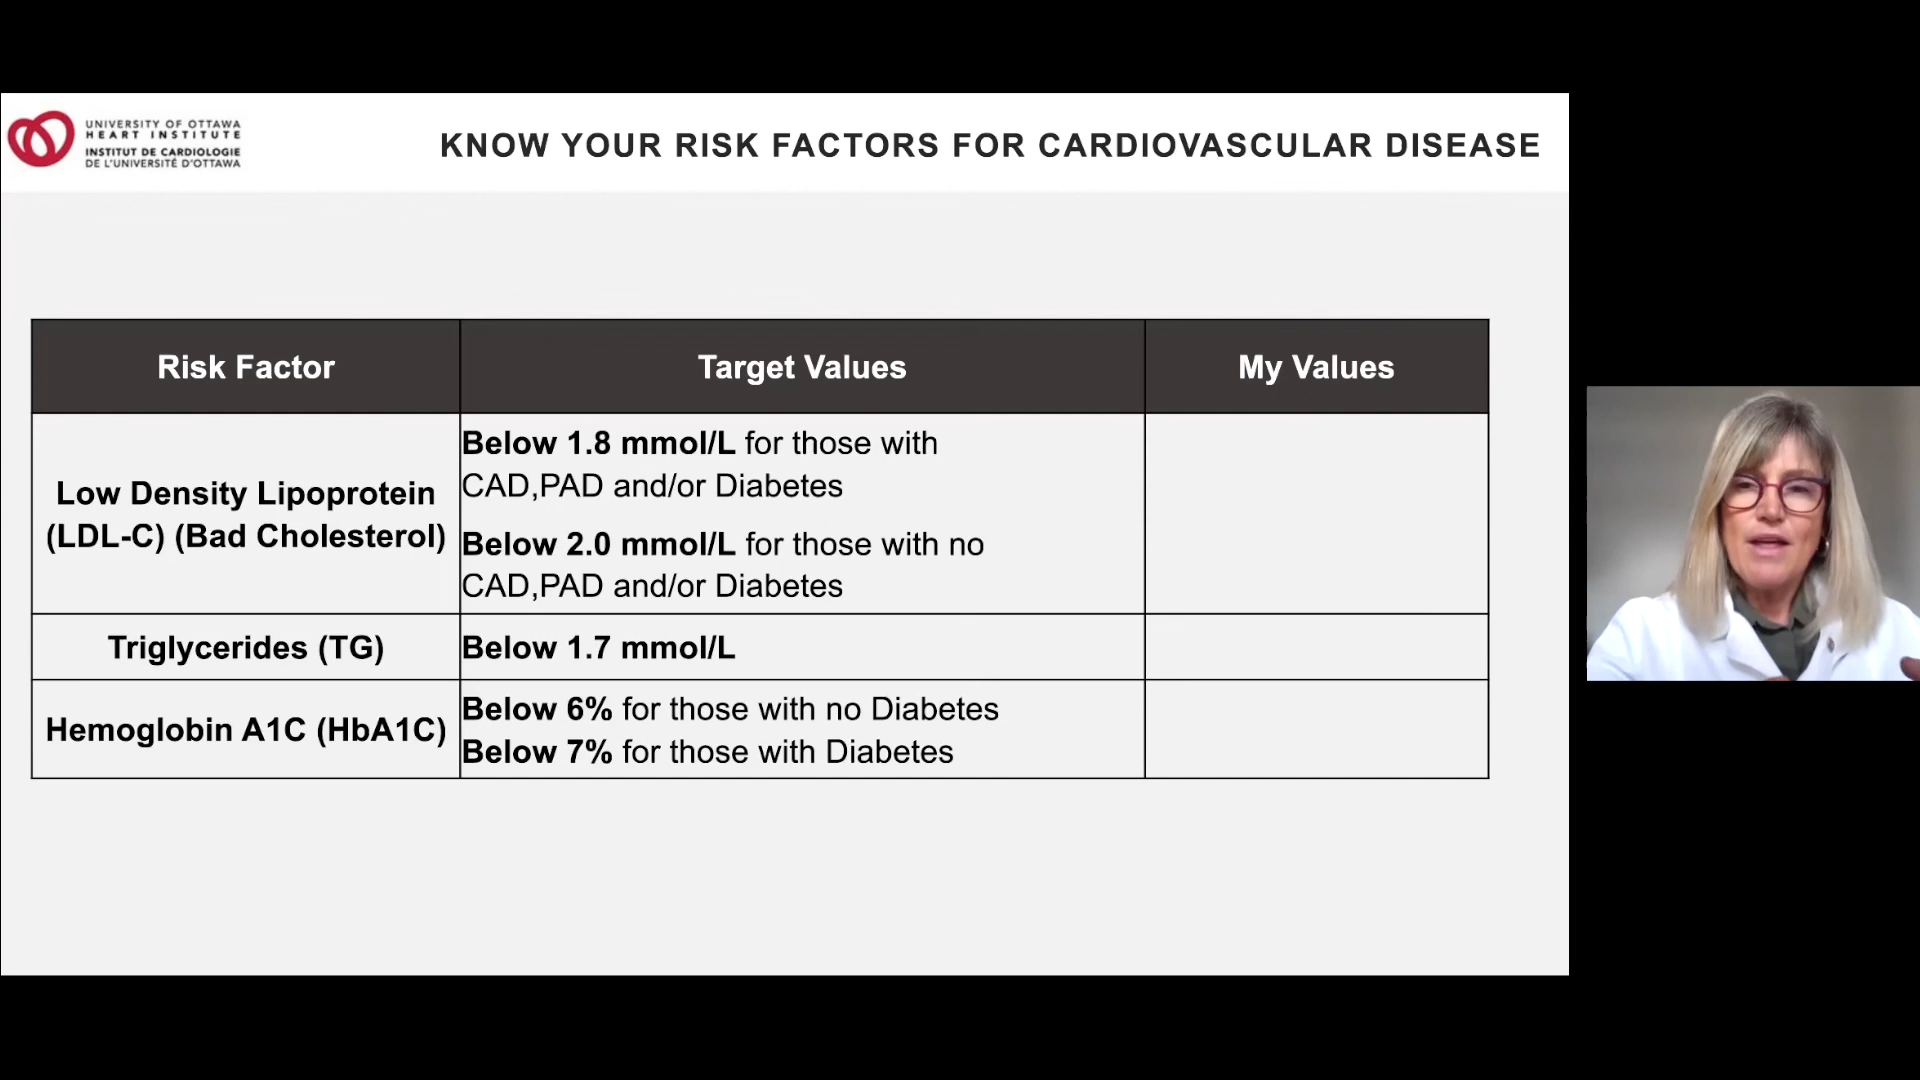 UNIVERSITY OF OTTAWA
HEART INSTITUTE
INSTITUT DE CARDIOLOGIE
DE L'UNIVERSITÉ D'OTTAWA
KNOW YOUR RISK FACTORS FOR CARDIOVASCULAR DISEASE
Risk Factor
Target Values
My Values
Low Density Lipoprotein
(LDL-C) (Bad Cholesterol)
Below 1.8 mmol/L for those with
CAD,PAD and/or Diabetes
Below 2.0 mmol/L for those with no
CAD,PAD and/or Diabetes
Triglycerides (TG)
Below 1.7 mmol/L
Hemoglobin A1C (HbA1C)
Below 6% for those with no Diabetes
Below 7% for those with Diabetes